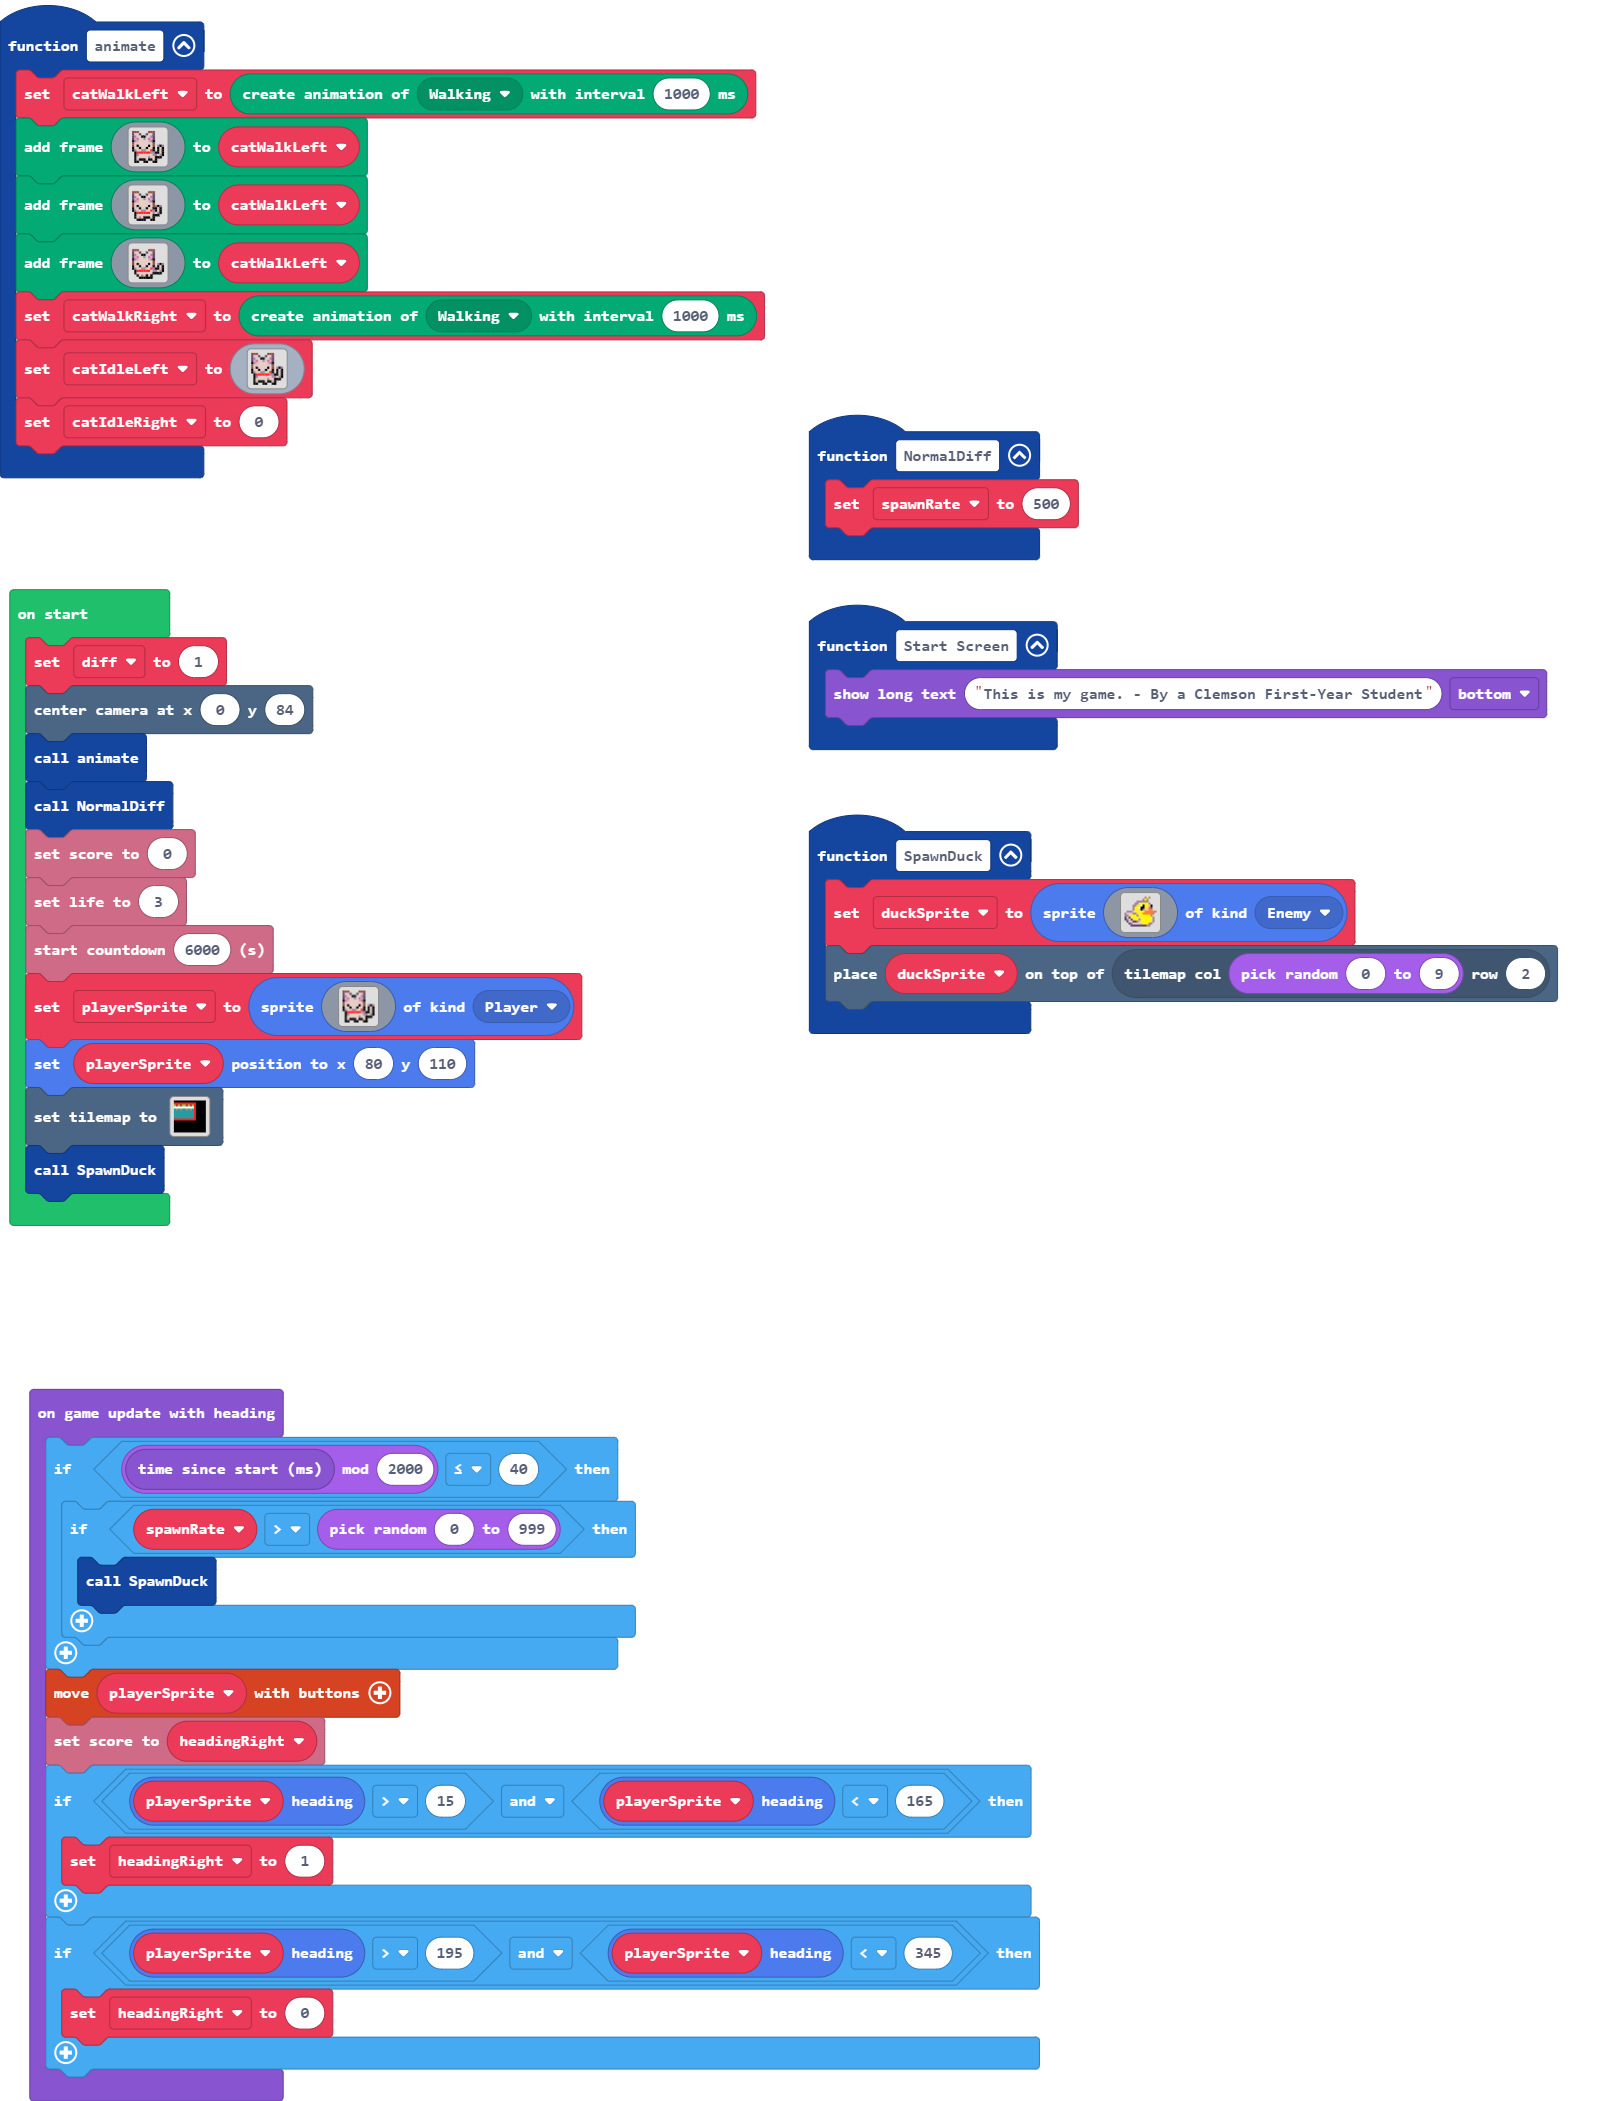 function animate
set catWalkLeft to create animation of Walking with interval 1000 ms
add frame to catWalkLeft
add frame to catWalkLeft
add frame to catWalkLeft
set catWalkRight to create animation of Walking with interval 1000 ms
set catIdleLeft to
set catIdleRight to 0
function NormalDiff
set spawnRate to 500
function Start Screen
show long text "This is my game. - By a Clemson First-Year Student" bottom
function SpawnDuck
set duckSprite to sprite of kind Enemy
place duckSprite on top of tilemap col pick random 0 to 9 row 2
on start
set diff to 1
center camera at x 0 y 84
call animate
call NormalDiff
set score to 0
set life to 3
start countdown 6000 (s)
set playerSprite to sprite of kind Player
set playerSprite position to x 80 y 110
set tilemap to
call SpawnDuck
on game update with heading
if time since start (ms) mod 2000 ≤ 40 then
if spawnRate > pick random 0 to 999 then
call SpawnDuck
move playerSprite with buttons
set score to headingRight
if playerSprite heading > 15 and playerSprite heading < 165 then
set headingRight to 1
if playerSprite heading > 195 and playerSprite heading < 345 then
set headingRight to 0